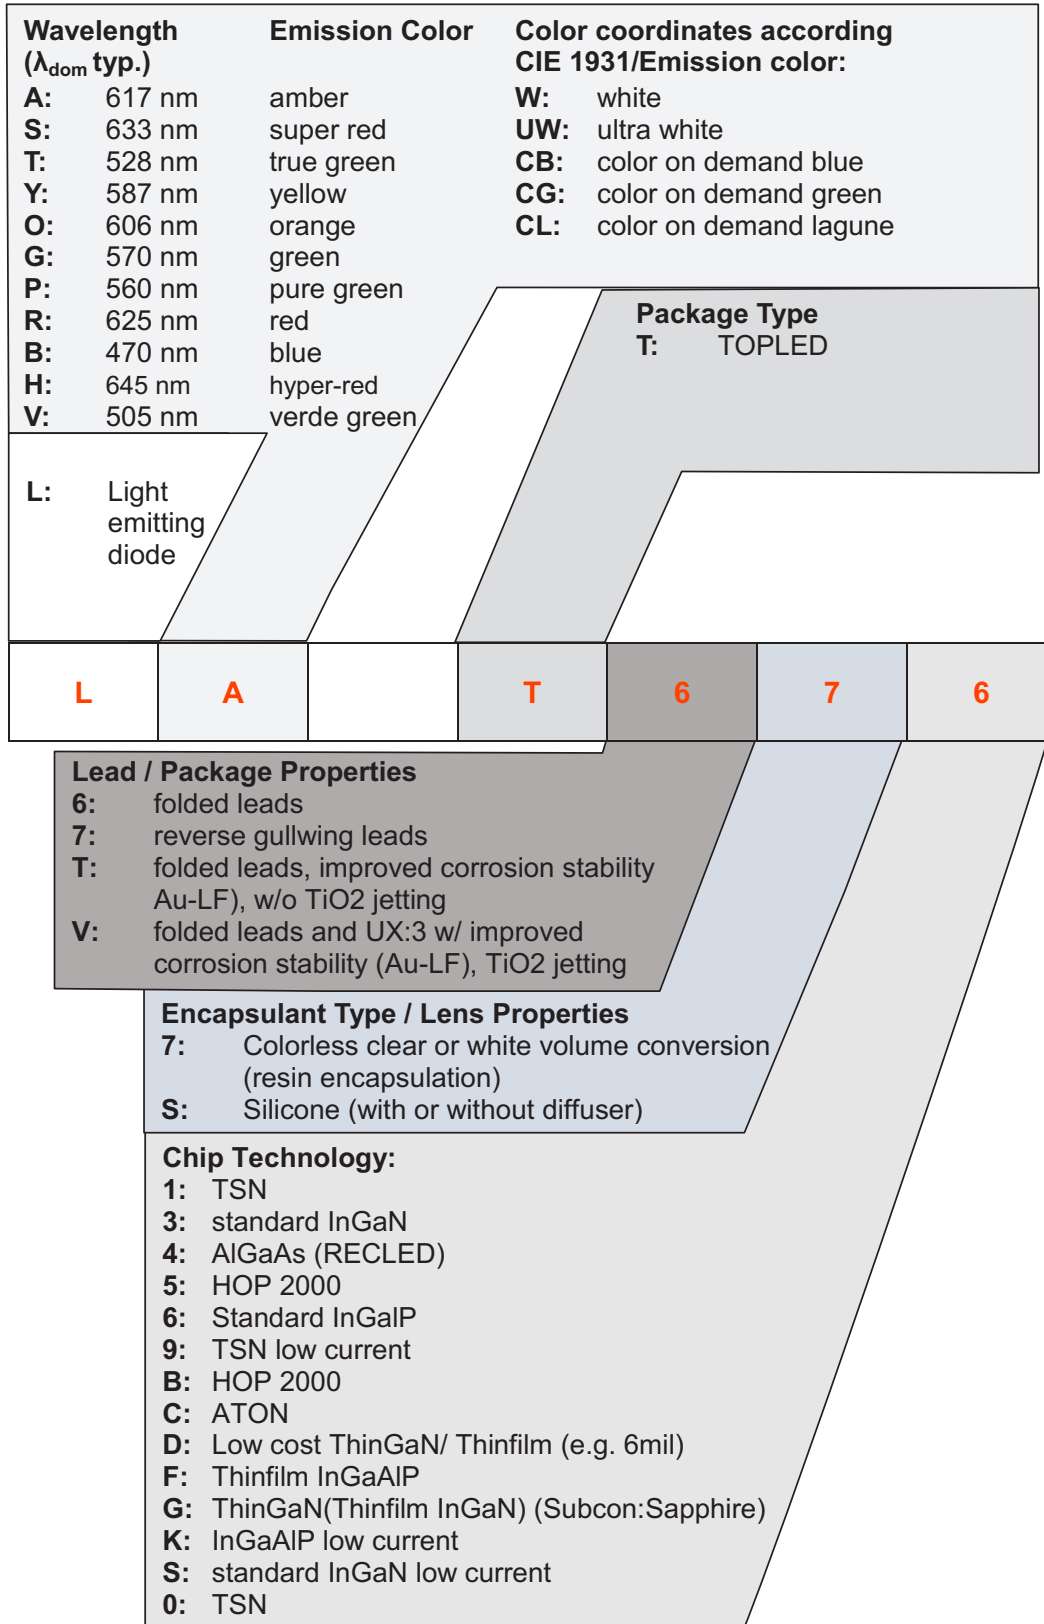 Wavelength Emission Color
(λdom typ.)
A: 617 nm amber
S: 633 nm super red
T: 528 nm true green
Y: 587 nm yellow
O: 606 nm orange
G: 570 nm green
P: 560 nm pure green
R: 625 nm red
B: 470 nm blue
H: 645 nm hyper-red
V: 505 nm verde green
Color coordinates according
CIE 1931/Emission color:
W: white
UW: ultra white
CB: color on demand blue
CG: color on demand green
CL: color on demand lagune
Package Type
T: TOPLED
L: Light
emitting
diode
L A T 6 7 6
Lead / Package Properties
6: folded leads
7: reverse gullwing leads
T: folded leads, improved corrosion stability
Au-LF), w/o TiO2 jetting
V: folded leads and UX:3 w/ improved
corrosion stability (Au-LF), TiO2 jetting
Encapsulant Type / Lens Properties
7: Colorless clear or white volume conversion
(resin encapsulation)
S: Silicone (with or without diffuser)
Chip Technology:
1: TSN
3: standard InGaN
4: AlGaAs (RECLED)
5: HOP 2000
6: Standard InGalP
9: TSN low current
B: HOP 2000
C: ATON
D: Low cost ThinGaN/ Thinfilm (e.g. 6mil)
F: Thinfilm InGaAlP
G: ThinGaN(Thinfilm InGaN) (Subcon:Sapphire)
K: InGaAlP low current
S: standard InGaN low current
0: TSN